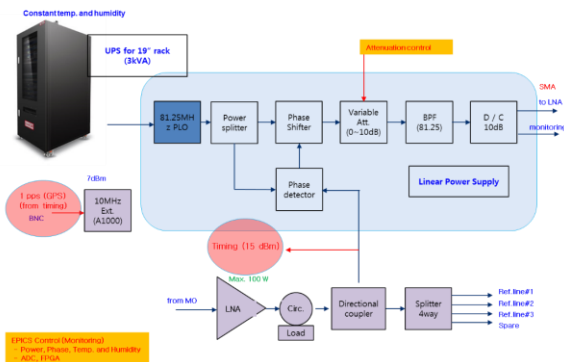 Constant temp. and humidity
UPS for 19" rack
(3kVA)
Attenuation control
81.25MH
z PLO
Power
splitter
Phase
Shifter
Variable
Att.
(0~10dB)
BPF
(81.25)
D / C
10dB
SMA
to LNA
monitoring
Phase
detector
Linear Power Supply
1 pps (GPS)
(from timing)
BNC
7dBm
10MHz
Ext.
(A1000)
Timing (15 dBm)
Max. 100 W
from MO
LNA
Circ.
Load
Directional
coupler
Splitter
4way
Ref.line#1
Ref.line#2
Ref.line#3
Spare
EPICS Control (Monitoring)
- Power, Phase, Temp. and Humidity
- ADC, FPGA